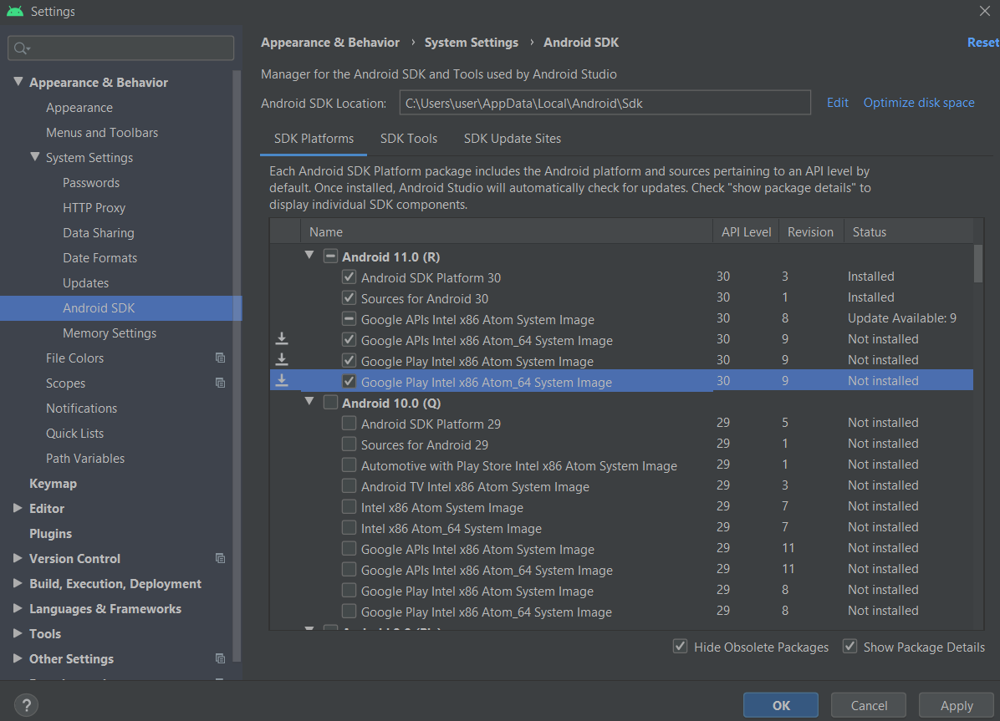 Settings
Appearance & Behavior
Appearance
Menus and Toolbars
System Settings
Passwords
HTTP Proxy
Data Sharing
Date Formats
Updates
Android SDK
Memory Settings
File Colors
Scopes
Notifications
Quick Lists
Path Variables
Keymap
Editor
Plugins
Version Control
Build, Execution, Deployment
Languages & Frameworks
Tools
Other Settings
Appearance & Behavior › System Settings › Android SDK
Reset
Manager for the Android SDK and Tools used by Android Studio
Android SDK Location: C:\Users\user\AppData\Local\Android\Sdk Edit Optimize disk space
SDK Platforms SDK Tools SDK Update Sites
Each Android SDK Platform package includes the Android platform and sources pertaining to an API level by
default. Once installed, Android Studio will automatically check for updates. Check "show package details" to
display individual SDK components.
Name API Level Revision Status
Android 11.0 (R)
Android SDK Platform 30 30 3 Installed
Sources for Android 30 30 1 Installed
Google APIs Intel x86 Atom System Image 30 8 Update Available: 9
Google APIs Intel x86 Atom_64 System Image 30 9 Not installed
Google Play Intel x86 Atom System Image 30 9 Not installed
Google Play Intel x86 Atom_64 System Image 30 9 Not installed
Android 10.0 (Q)
Android SDK Platform 29 29 5 Not installed
Sources for Android 29 29 1 Not installed
Automotive with Play Store Intel x86 Atom System Image 29 1 Not installed
Android TV Intel x86 Atom System Image 29 3 Not installed
Intel x86 Atom System Image 29 7 Not installed
Intel x86 Atom_64 System Image 29 7 Not installed
Google APIs Intel x86 Atom System Image 29 11 Not installed
Google APIs Intel x86 Atom_64 System Image 29 11 Not installed
Google Play Intel x86 Atom System Image 29 8 Not installed
Google Play Intel x86 Atom_64 System Image 29 8 Not installed
Hide Obsolete Packages Show Package Details
? OK Cancel Apply